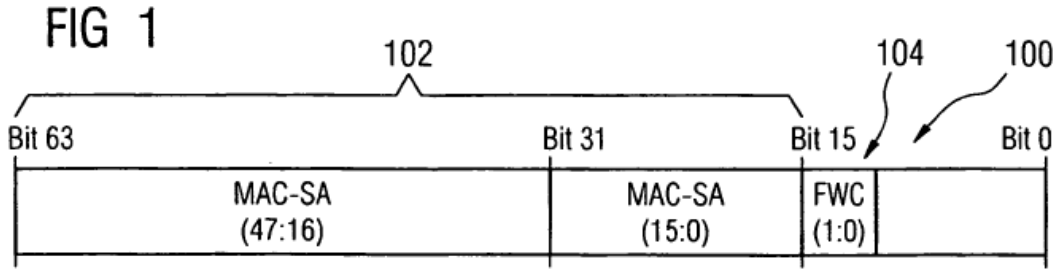 FIG 1
102
104
100
Bit 63
Bit 31
Bit 15
Bit 0
MAC-SA
(47:16)
MAC-SA
(15:0)
FWC
(1:0)